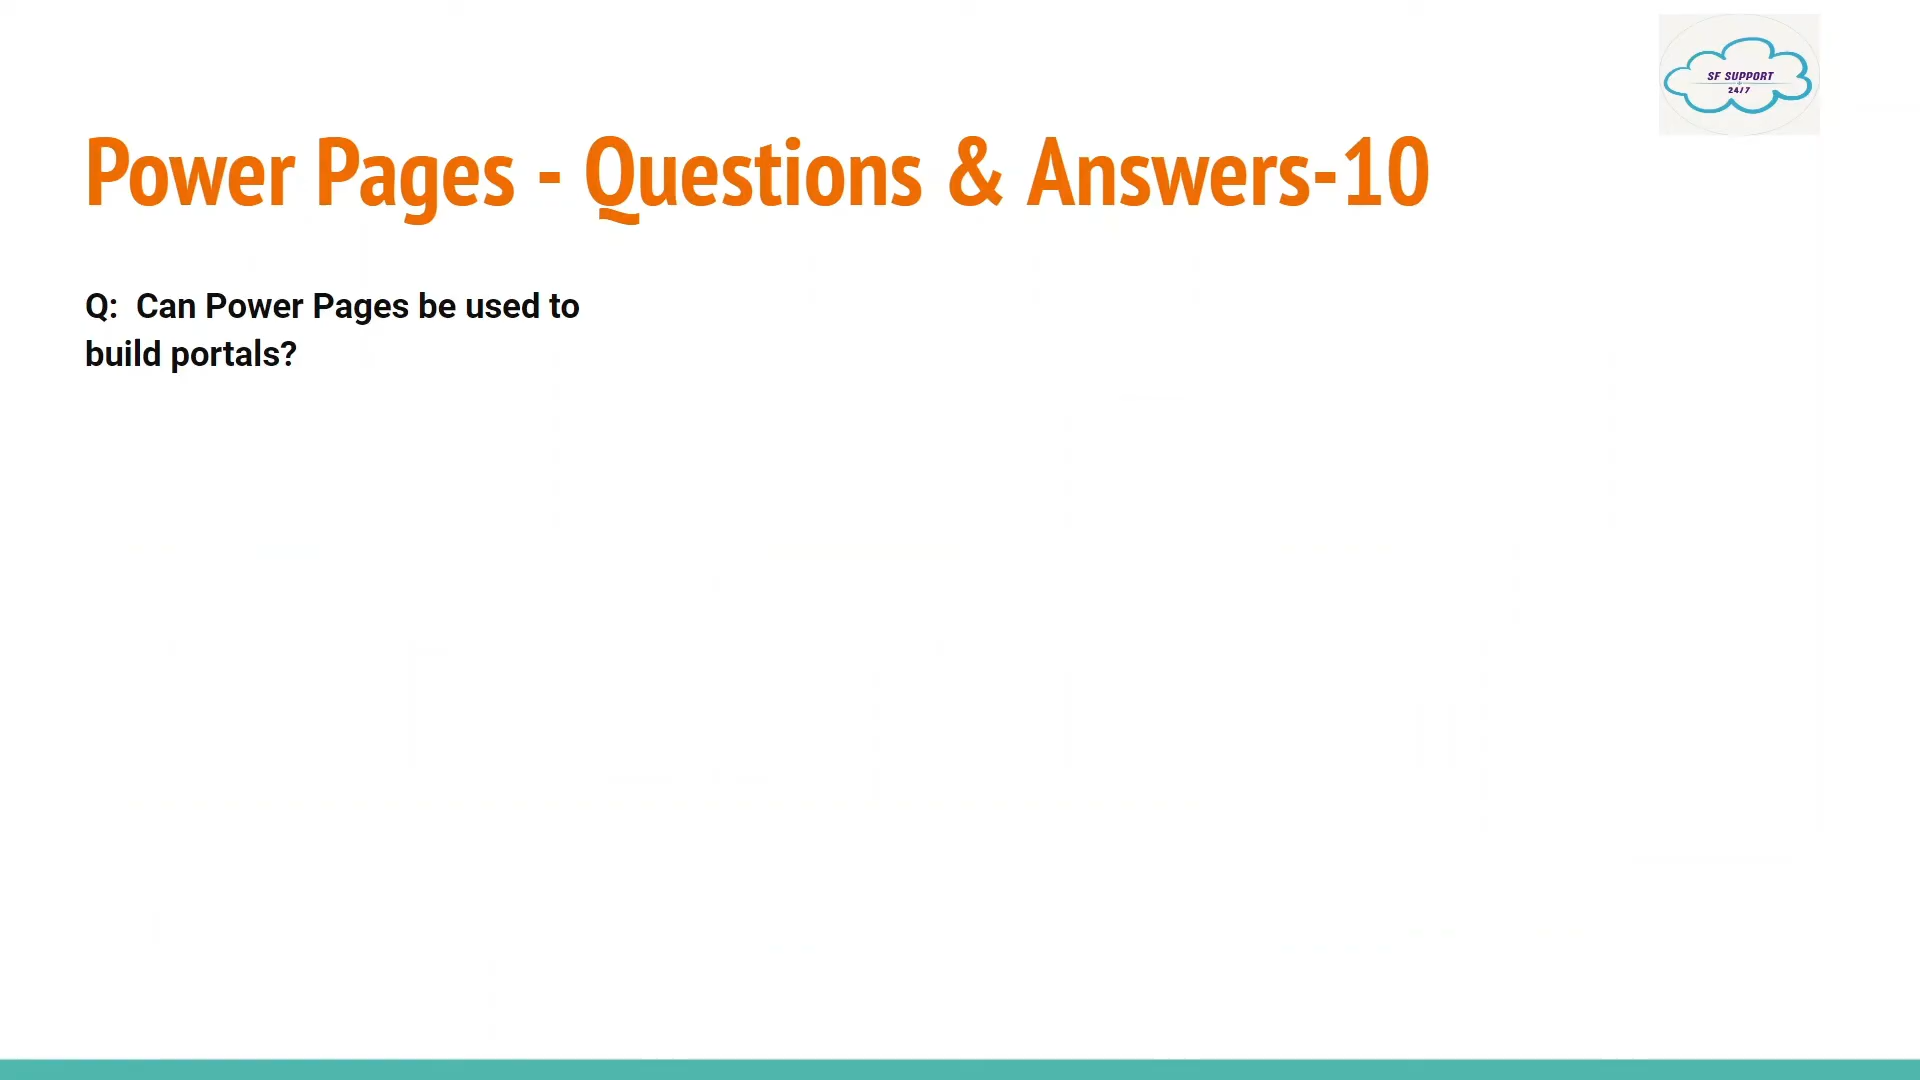 SF SUPPORT
24/7
Power Pages - Questions & Answers-10
Q: Can Power Pages be used to
build portals?